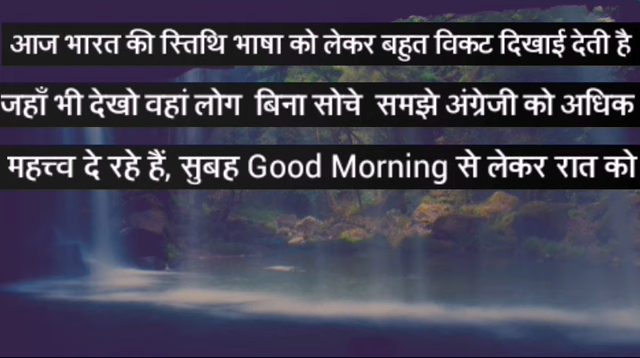 आज भारत की स्तिथि भाषा को लेकर बहुत विकट दिखाई देती है
जहाँ भी देखो वहां लोग बिना सोचे समझे अंग्रेजी को अधिक
महत्त्व दे रहे हैं, सुबह Good Morning से लेकर रात को